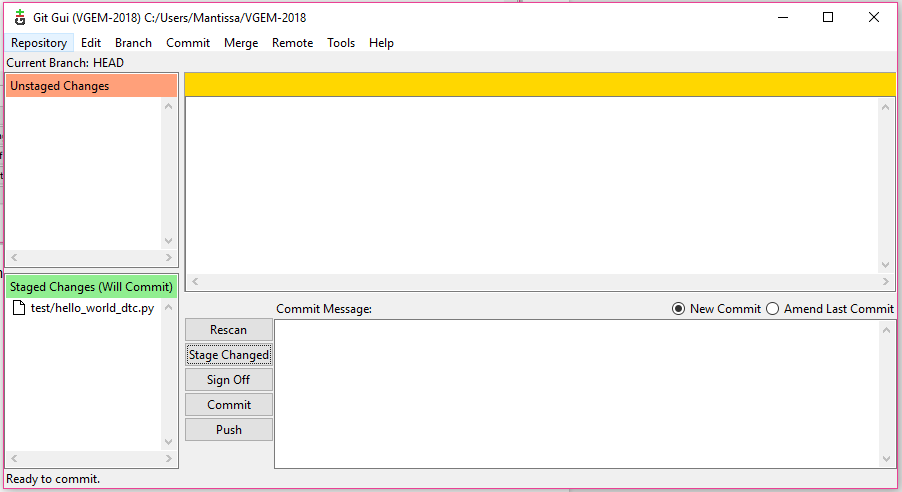 Git Gui (VGEM-2018) C:/Users/Mantissa/VGEM-2018
Repository Edit Branch Commit Merge Remote Tools Help
Current Branch: HEAD
Unstaged Changes
Staged Changes (Will Commit)
test/hello_world_dtc.py
Commit Message: New Commit Amend Last Commit
Rescan
Stage Changed
Sign Off
Commit
Push
Ready to commit.